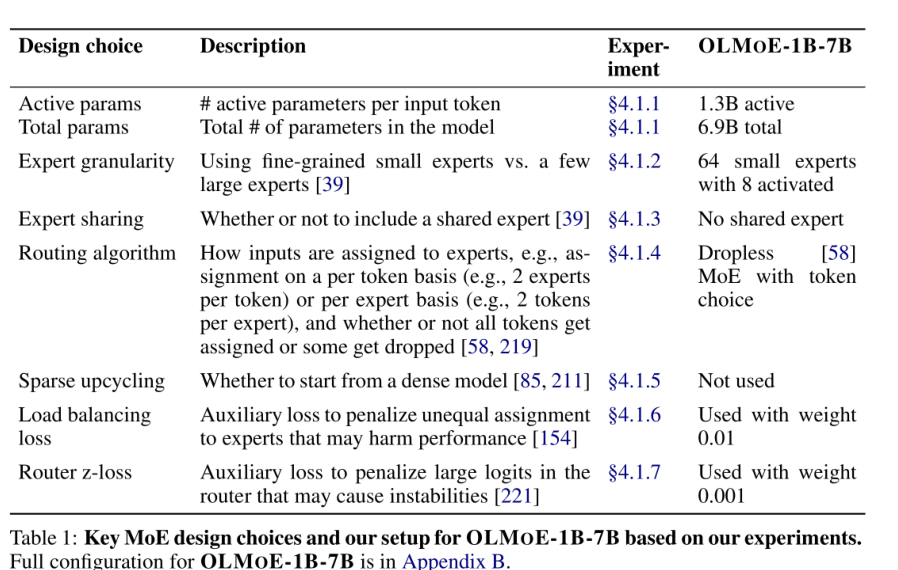 Design choice Description Exper- OLMOE-1B-7B
iment
Active params # active parameters per input token §4.1.1 1.3B active
Total params Total # of parameters in the model §4.1.1 6.9B total
Expert granularity Using fine-grained small experts vs. a few §4.1.2 64 small experts
large experts [39] with 8 activated
Expert sharing Whether or not to include a shared expert [39] §4.1.3 No shared expert
Routing algorithm How inputs are assigned to experts, e.g., as- §4.1.4 Dropless [58]
signment on a per token basis (e.g., 2 experts MoE with token
per token) or per expert basis (e.g., 2 tokens choice
per expert), and whether or not all tokens get
assigned or some get dropped [58, 219]
Sparse upcycling Whether to start from a dense model [85, 211] §4.1.5 Not used
Load balancing Auxiliary loss to penalize unequal assignment §4.1.6 Used with weight
loss to experts that may harm performance [154] 0.01
Router z-loss Auxiliary loss to penalize large logits in the §4.1.7 Used with weight
router that may cause instabilities [221] 0.001
Table 1: Key MoE design choices and our setup for OLMOE-1B-7B based on our experiments.
Full configuration for OLMOE-1B-7B is in Appendix B.